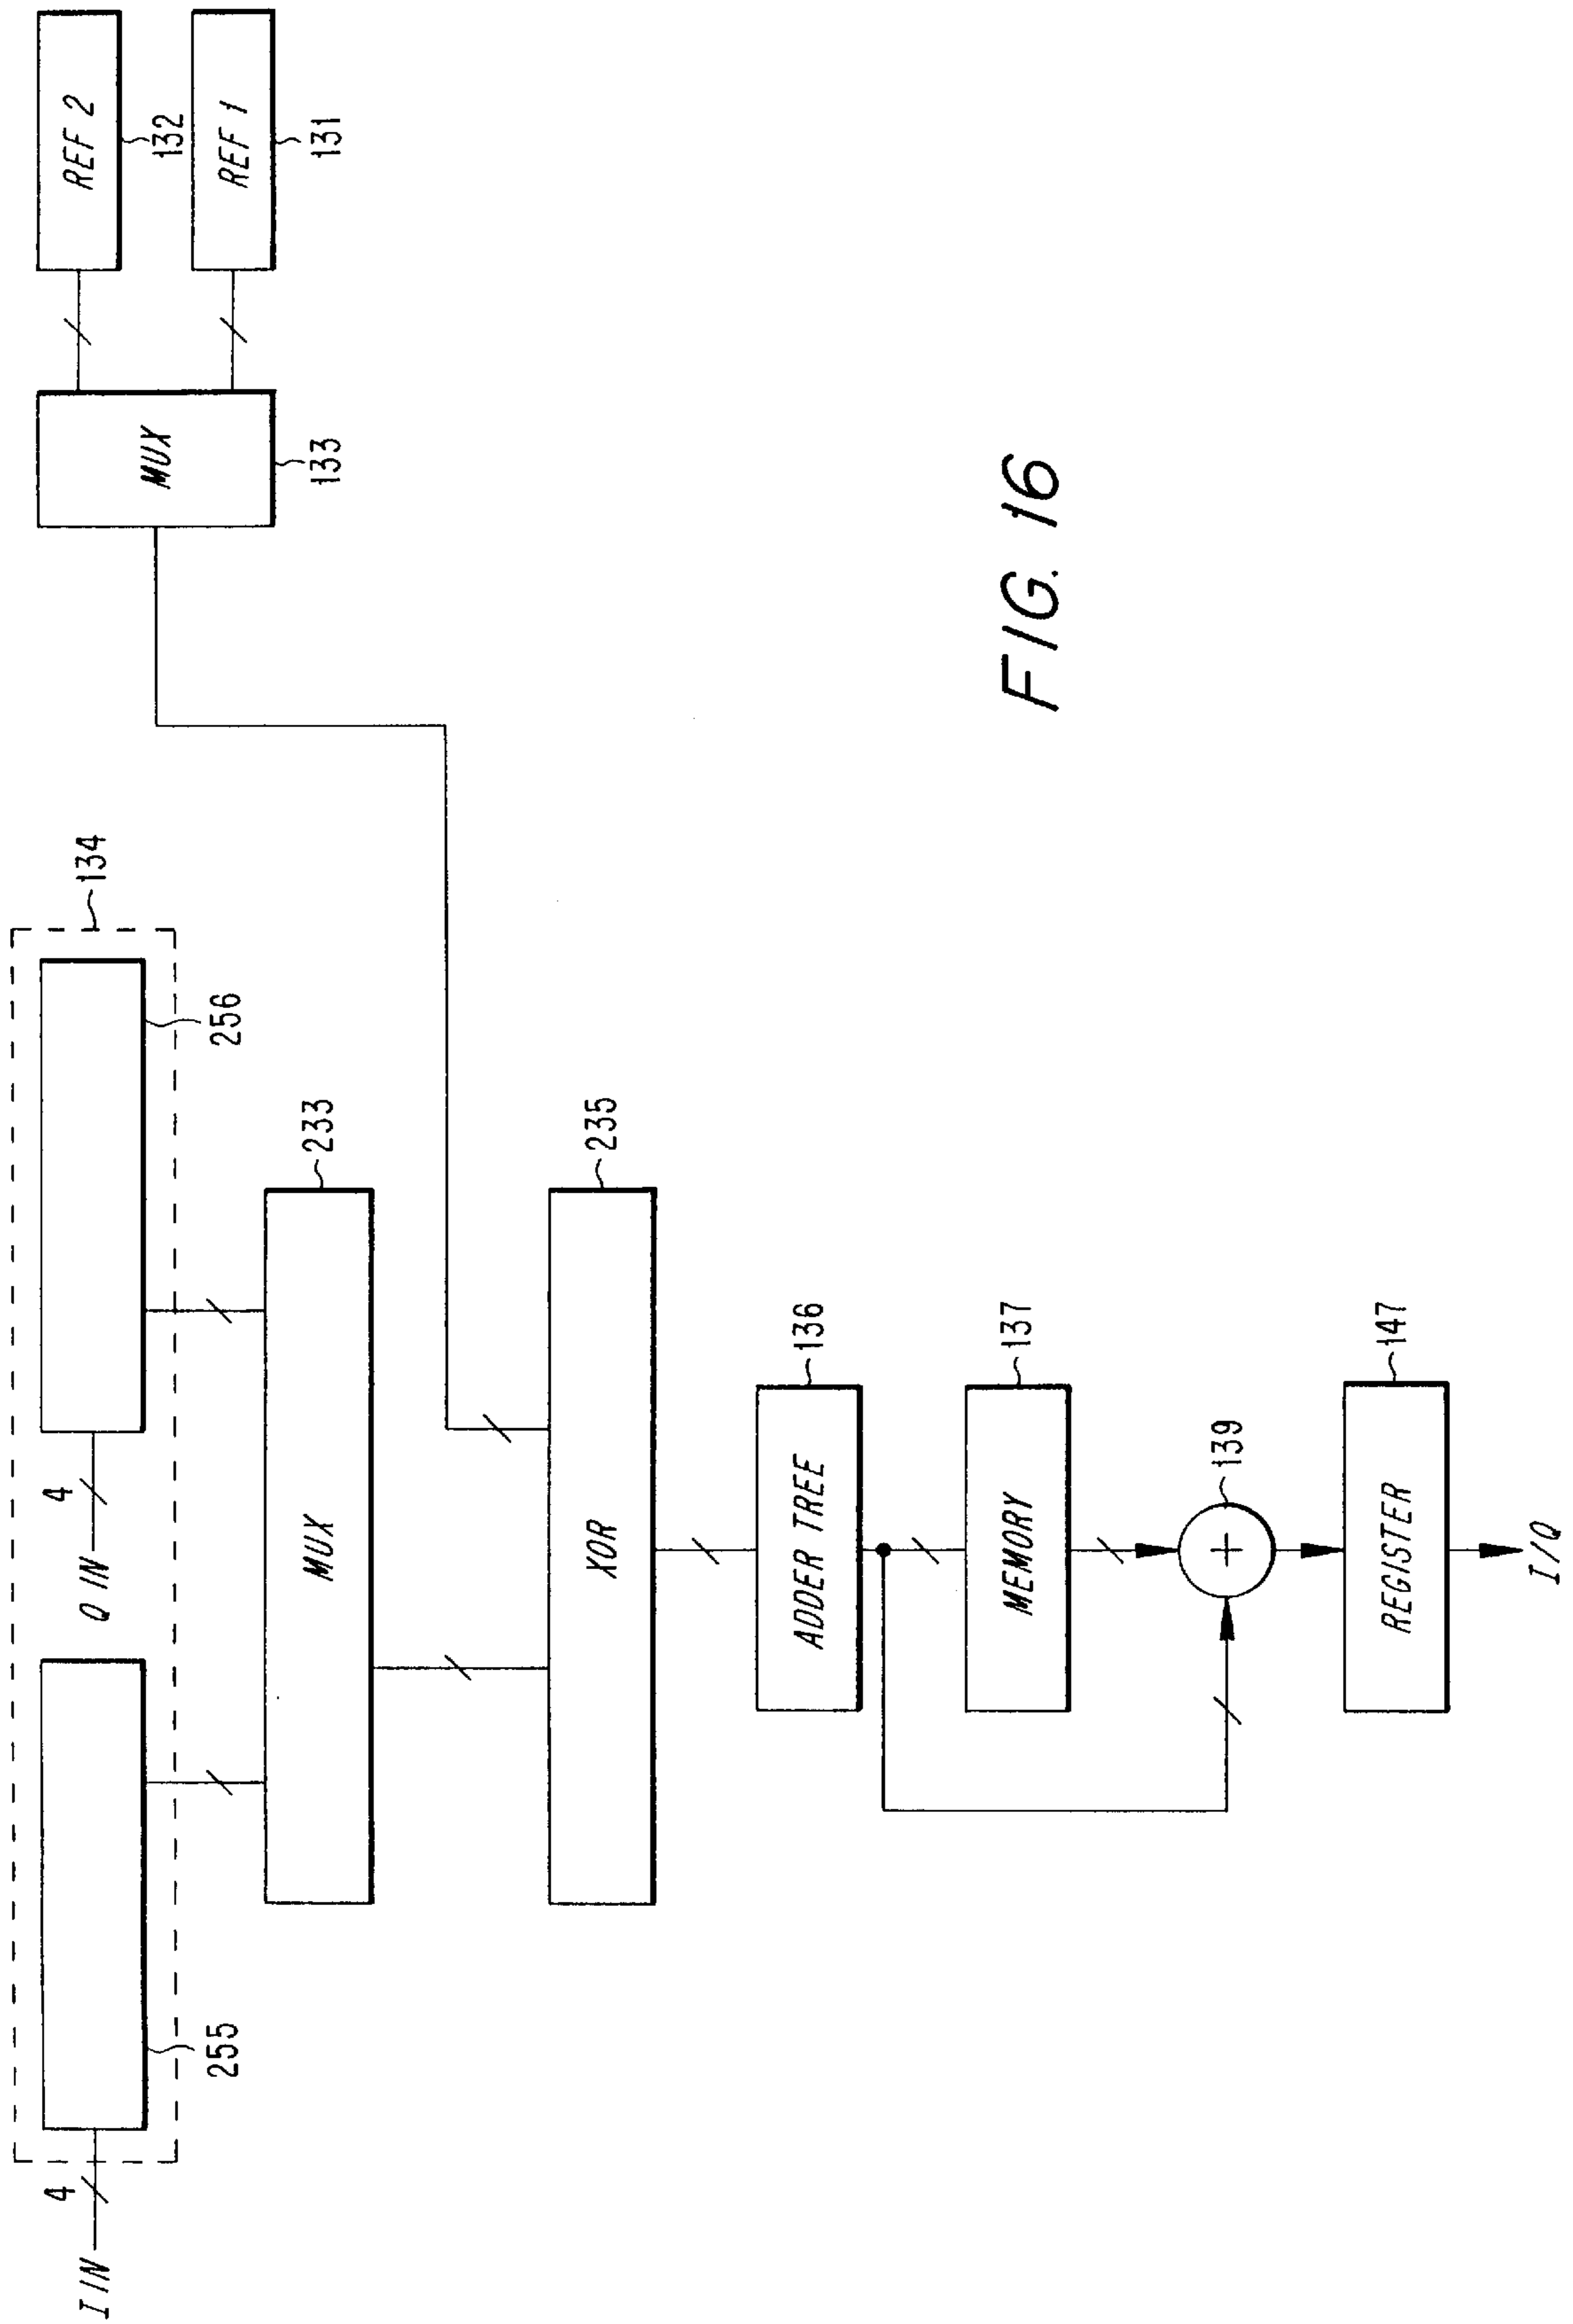 I IN
4
255
Q IN
4
256
134
MUX
233
XOR
235
MUX
133
REF 2
132
REF 1
131
ADDER TREE
136
MEMORY
137
+
139
REGISTER
147
I/Q
FIG. 16